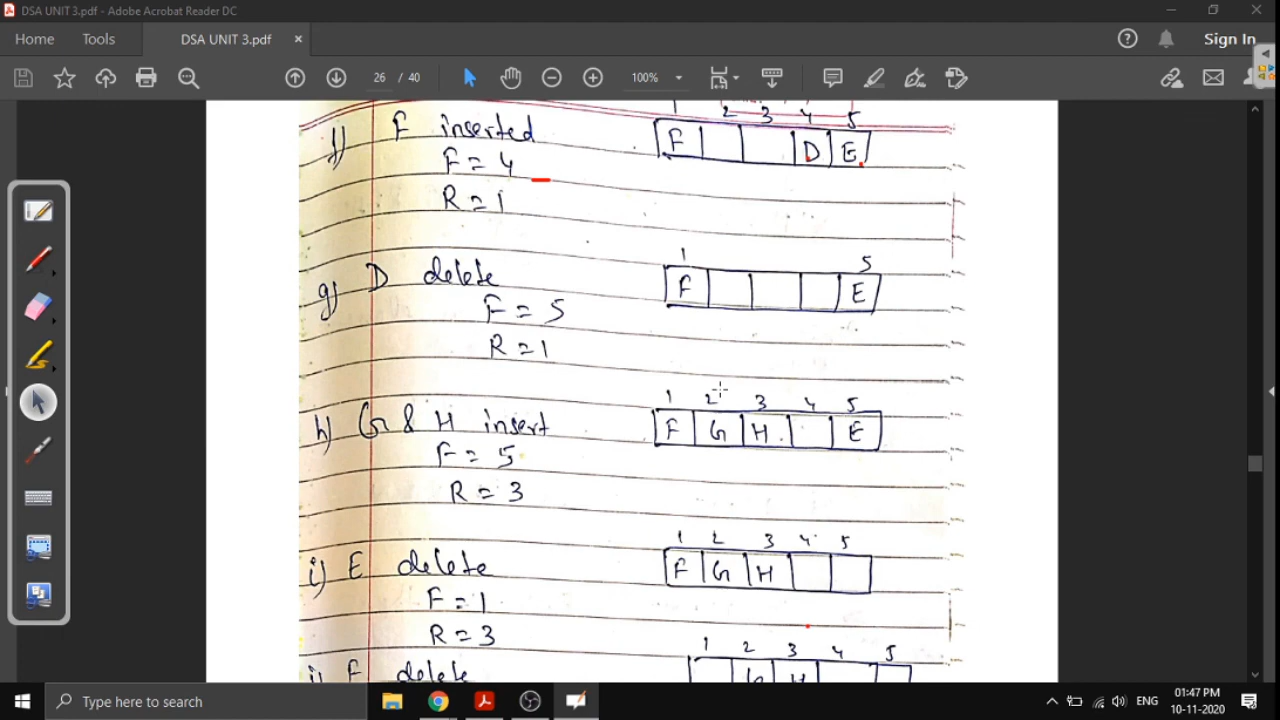 DSA UNIT 3.pdf - Adobe Acrobat Reader DC
Home Tools DSA UNIT 3.pdf × Sign In
26 / 40 100%
1 2 3 4 5
f) F inserted F D E
F = 4
R = 1
1 5
g) D delete F E
F = 5
R = 1
1 2 3 4 5
h) G & H insert F G H E
F = 5
R = 3
1 2 3 4 5
i) E delete F G H
F = 1
R = 3
1 2 3 4 5
j) F delete G H
Type here to search
ENG 01:47 PM
10-11-2020